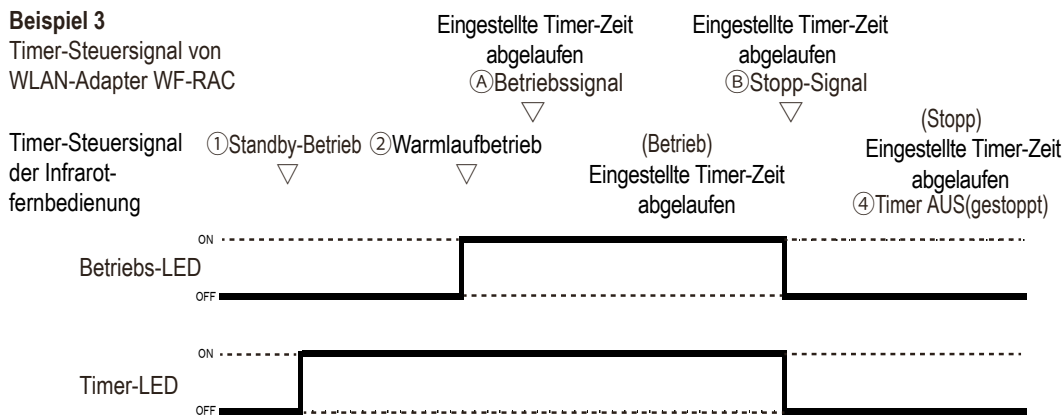 Beispiel 3
Timer-Steuersignal von
WLAN-Adapter WF-RAC
Eingestellte Timer-Zeit
abgelaufen
ⒶBetriebssignal
Eingestellte Timer-Zeit
abgelaufen
ⒷStopp-Signal
Timer-Steuersignal
der Infrarot-
fernbedienung
①Standby-Betrieb
②Warmlaufbetrieb
(Betrieb)
Eingestellte Timer-Zeit
abgelaufen
(Stopp)
Eingestellte Timer-Zeit
abgelaufen
④Timer AUS(gestoppt)
Betriebs-LED
ON
OFF
Timer-LED
ON
OFF